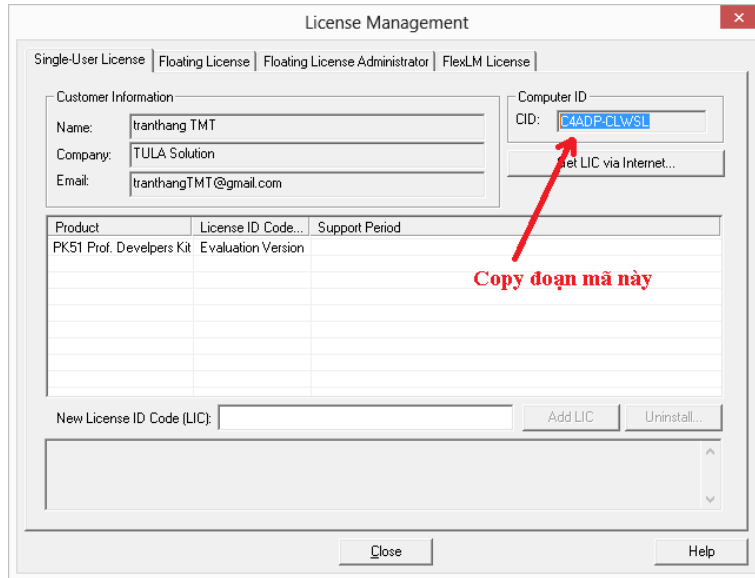 License Management
Single-User License Floating License Floating License Administrator FlexLM License
Customer Information
Name: tranthang TMT
Company: TULA Solution
Email: tranthangTMT@gmail.com
Computer ID
CID: C4ADP-CLWSL
Get LIC via Internet...
Product License ID Code... Support Period
PK51 Prof. Develpers Kit Evaluation Version
Copy đoạn mã này
New License ID Code (LIC): Add LIC Uninstall...
Close Help